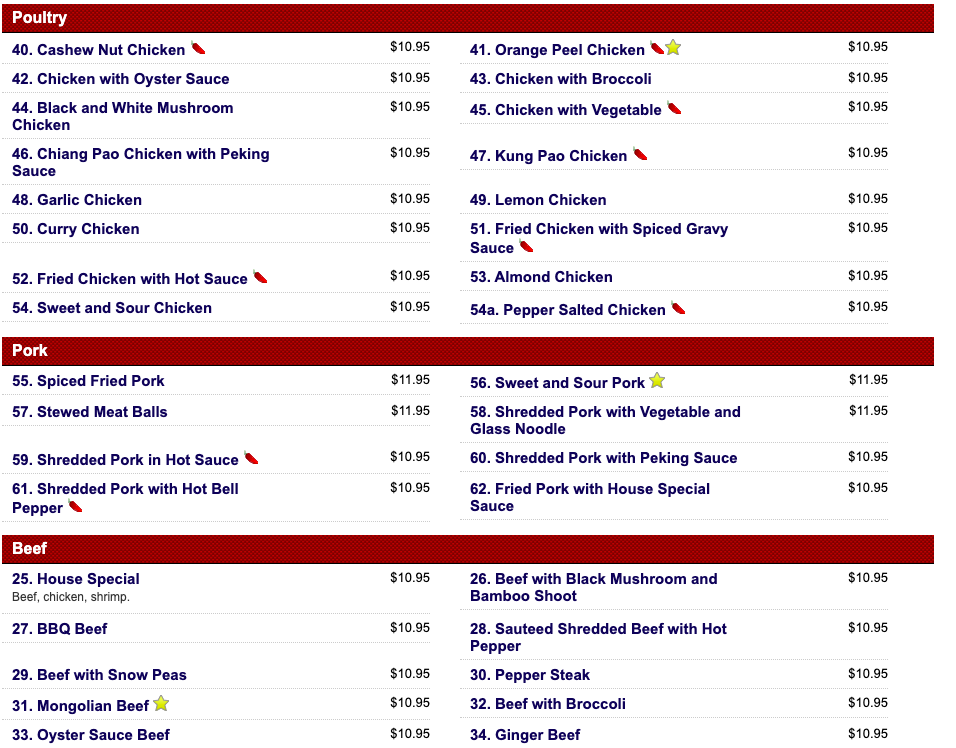 Poultry
40. Cashew Nut Chicken $10.95
41. Orange Peel Chicken $10.95
42. Chicken with Oyster Sauce $10.95
43. Chicken with Broccoli $10.95
44. Black and White Mushroom $10.95
Chicken
45. Chicken with Vegetable $10.95
46. Chiang Pao Chicken with Peking $10.95
Sauce
47. Kung Pao Chicken $10.95
48. Garlic Chicken $10.95
49. Lemon Chicken $10.95
50. Curry Chicken $10.95
51. Fried Chicken with Spiced Gravy $10.95
Sauce
52. Fried Chicken with Hot Sauce $10.95
53. Almond Chicken $10.95
54. Sweet and Sour Chicken $10.95
54a. Pepper Salted Chicken $10.95
Pork
55. Spiced Fried Pork $11.95
56. Sweet and Sour Pork $11.95
57. Stewed Meat Balls $11.95
58. Shredded Pork with Vegetable and $11.95
Glass Noodle
59. Shredded Pork in Hot Sauce $10.95
60. Shredded Pork with Peking Sauce $10.95
61. Shredded Pork with Hot Bell $10.95
Pepper
62. Fried Pork with House Special $10.95
Sauce
Beef
25. House Special $10.95
Beef, chicken, shrimp.
26. Beef with Black Mushroom and $10.95
Bamboo Shoot
27. BBQ Beef $10.95
28. Sauteed Shredded Beef with Hot $10.95
Pepper
29. Beef with Snow Peas $10.95
30. Pepper Steak $10.95
31. Mongolian Beef $10.95
32. Beef with Broccoli $10.95
33. Oyster Sauce Beef $10.95
34. Ginger Beef $10.95